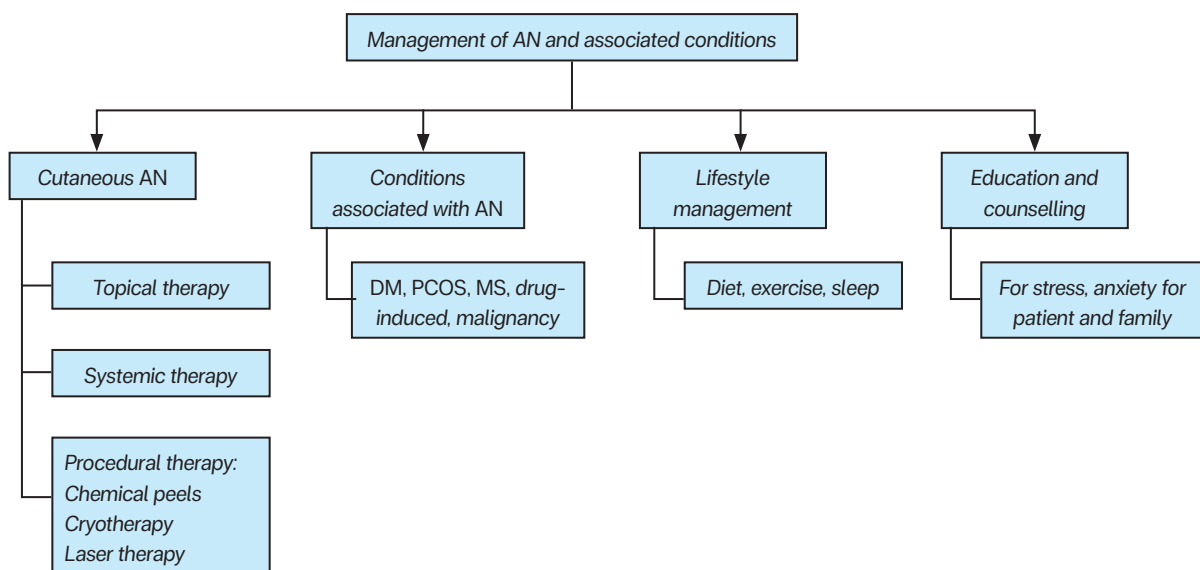 Management of AN and associated conditions
Cutaneous AN
Topical therapy
Systemic therapy
Procedural therapy:
Chemical peels
Cryotherapy
Laser therapy
Conditions
associated with AN
DM, PCOS, MS, drug-
induced, malignancy
Lifestyle
management
Diet, exercise, sleep
Education and
counselling
For stress, anxiety for
patient and family